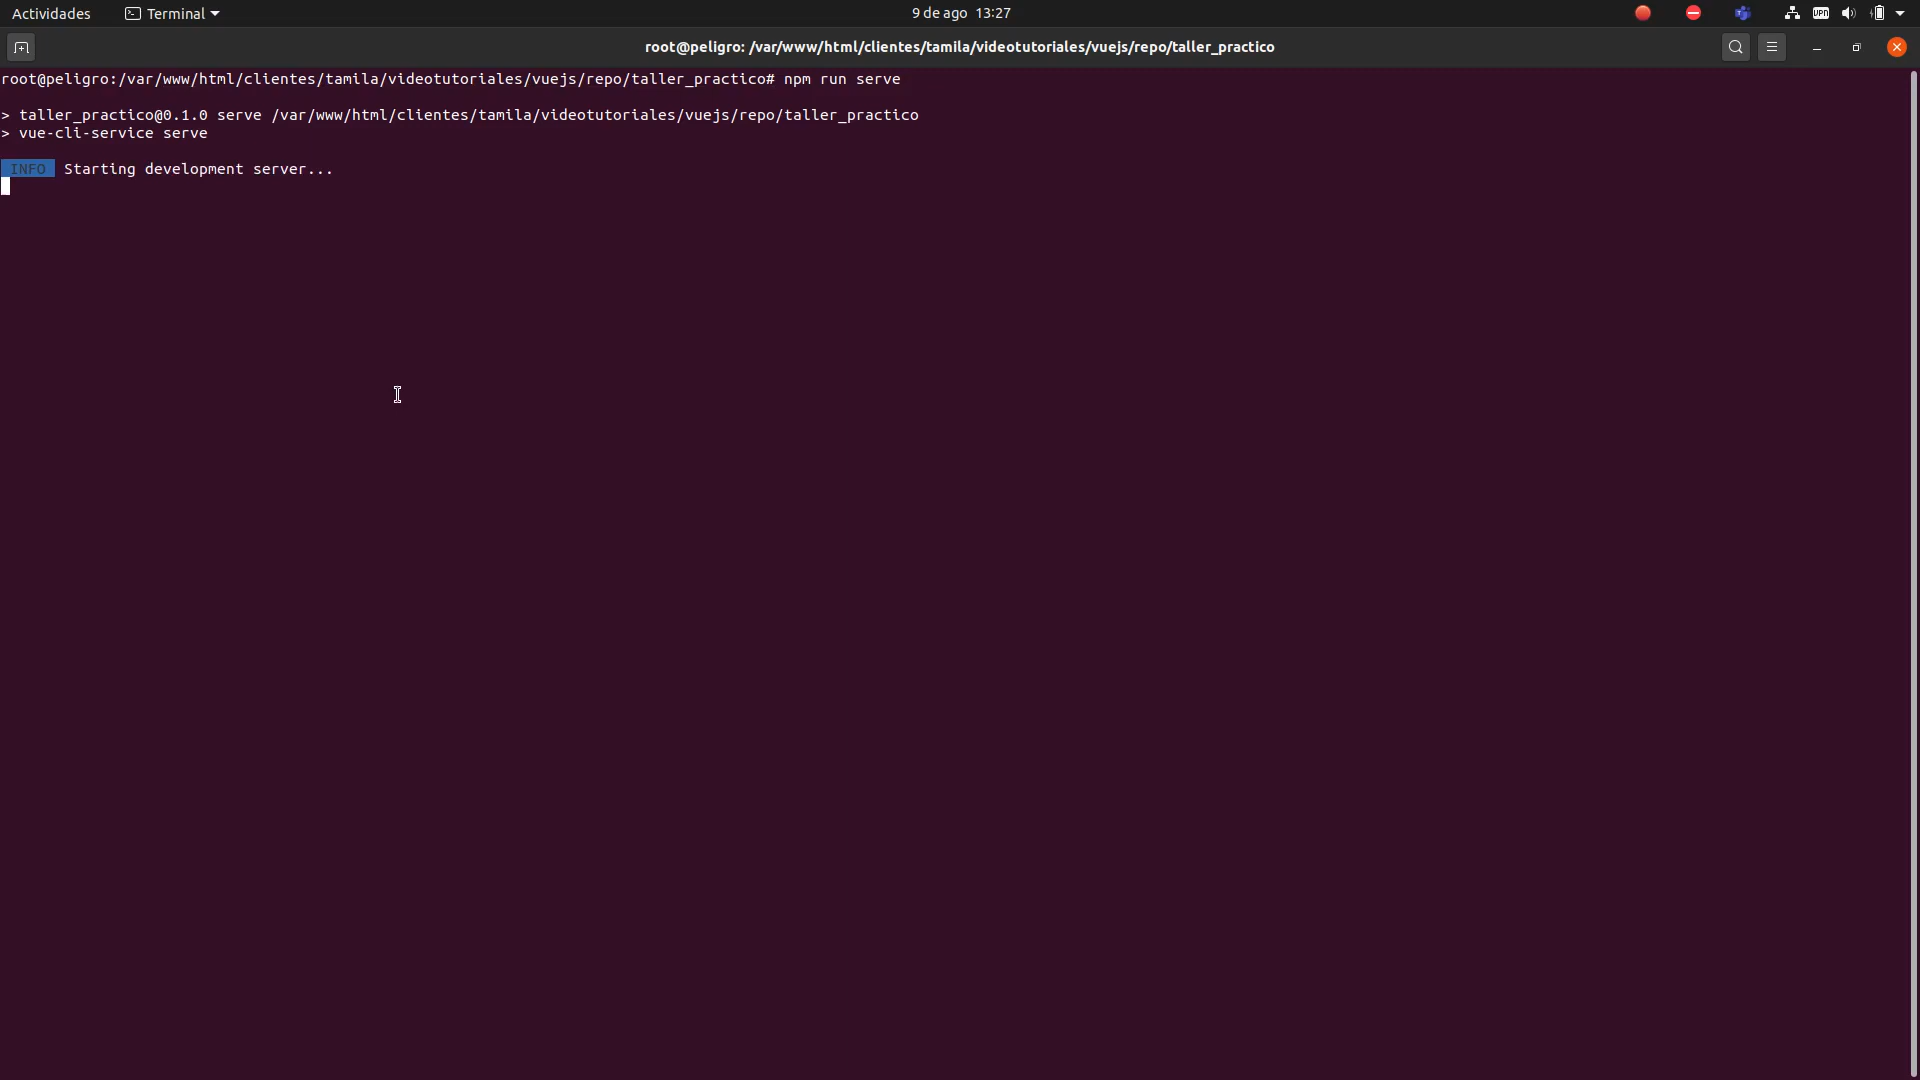 Actividades Terminal 9 de ago 13:27 VPN
root@peligro: /var/www/html/clientes/tamila/videotutoriales/vuejs/repo/taller_practico
root@peligro:/var/www/html/clientes/tamila/videotutoriales/vuejs/repo/taller_practico# npm run serve
> taller_practico@0.1.0 serve /var/www/html/clientes/tamila/videotutoriales/vuejs/repo/taller_practico
> vue-cli-service serve
INFO Starting development server...